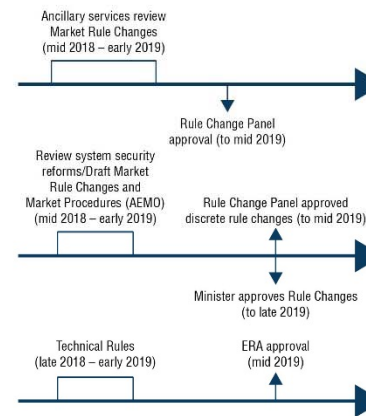 Ancillary services review
Market Rule Changes
(mid 2018 – early 2019)
Rule Change Panel
approval (to mid 2019)
Review system security
reforms/Draft Market
Rule Changes and
Market Procedures (AEMO)
(mid 2018 – early 2019)
Rule Change Panel approved
discrete rule changes (to mid 2019)
Minister approves Rule Changes
(to late 2019)
Technical Rules
(late 2018 – early 2019)
ERA approval
(mid 2019)